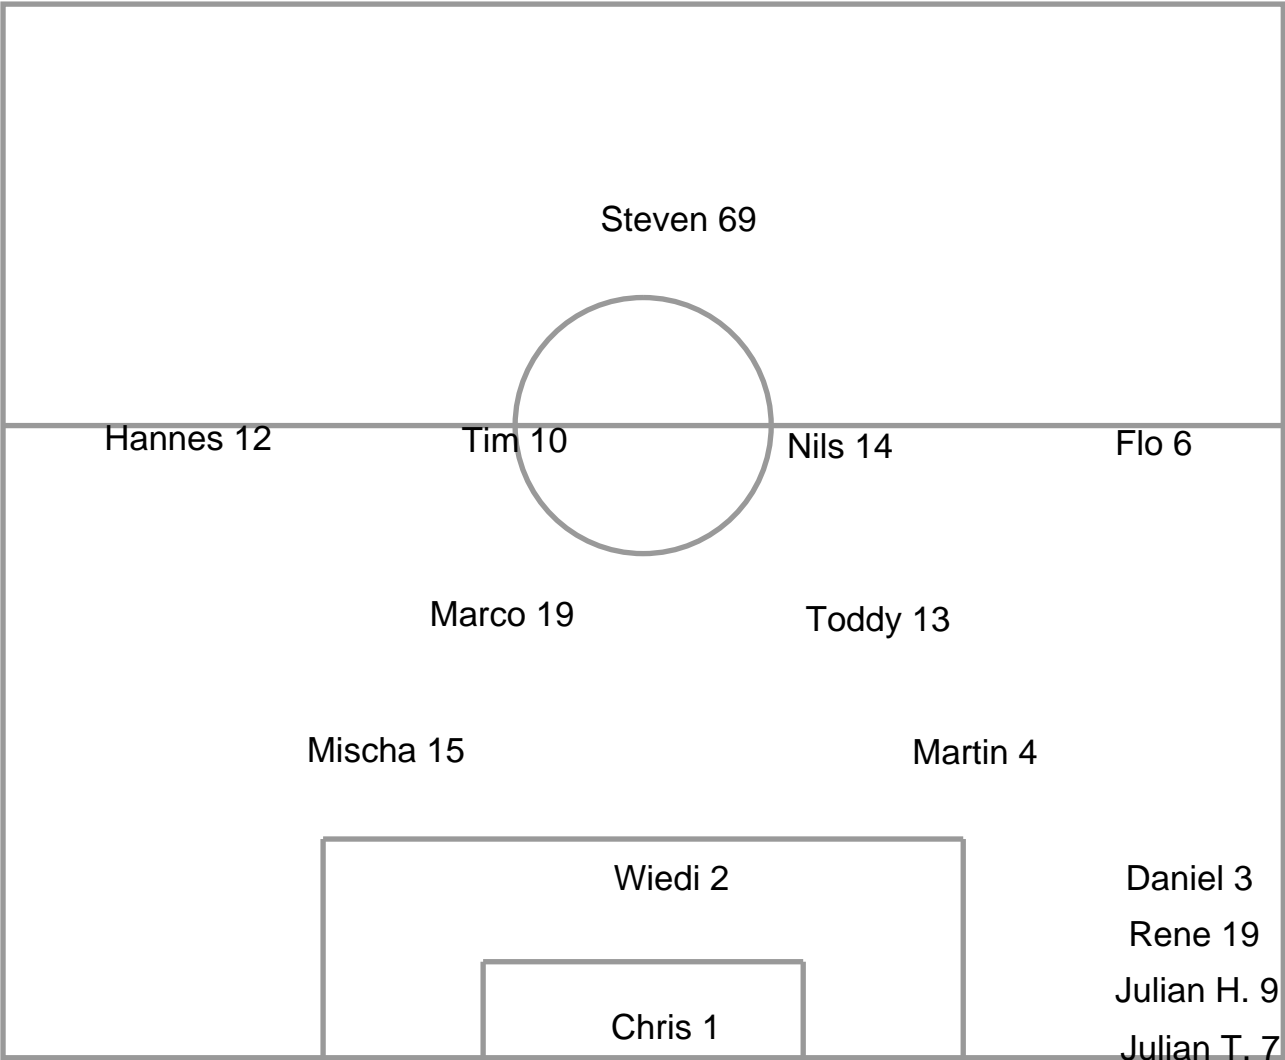 Steven 69
Hannes 12
Tim 10
Nils 14
Flo 6
Marco 19
Toddy 13
Mischa 15
Martin 4
Wiedi 2
Daniel 3
Rene 19
Julian H. 9
Chris 1
Julian T. 7